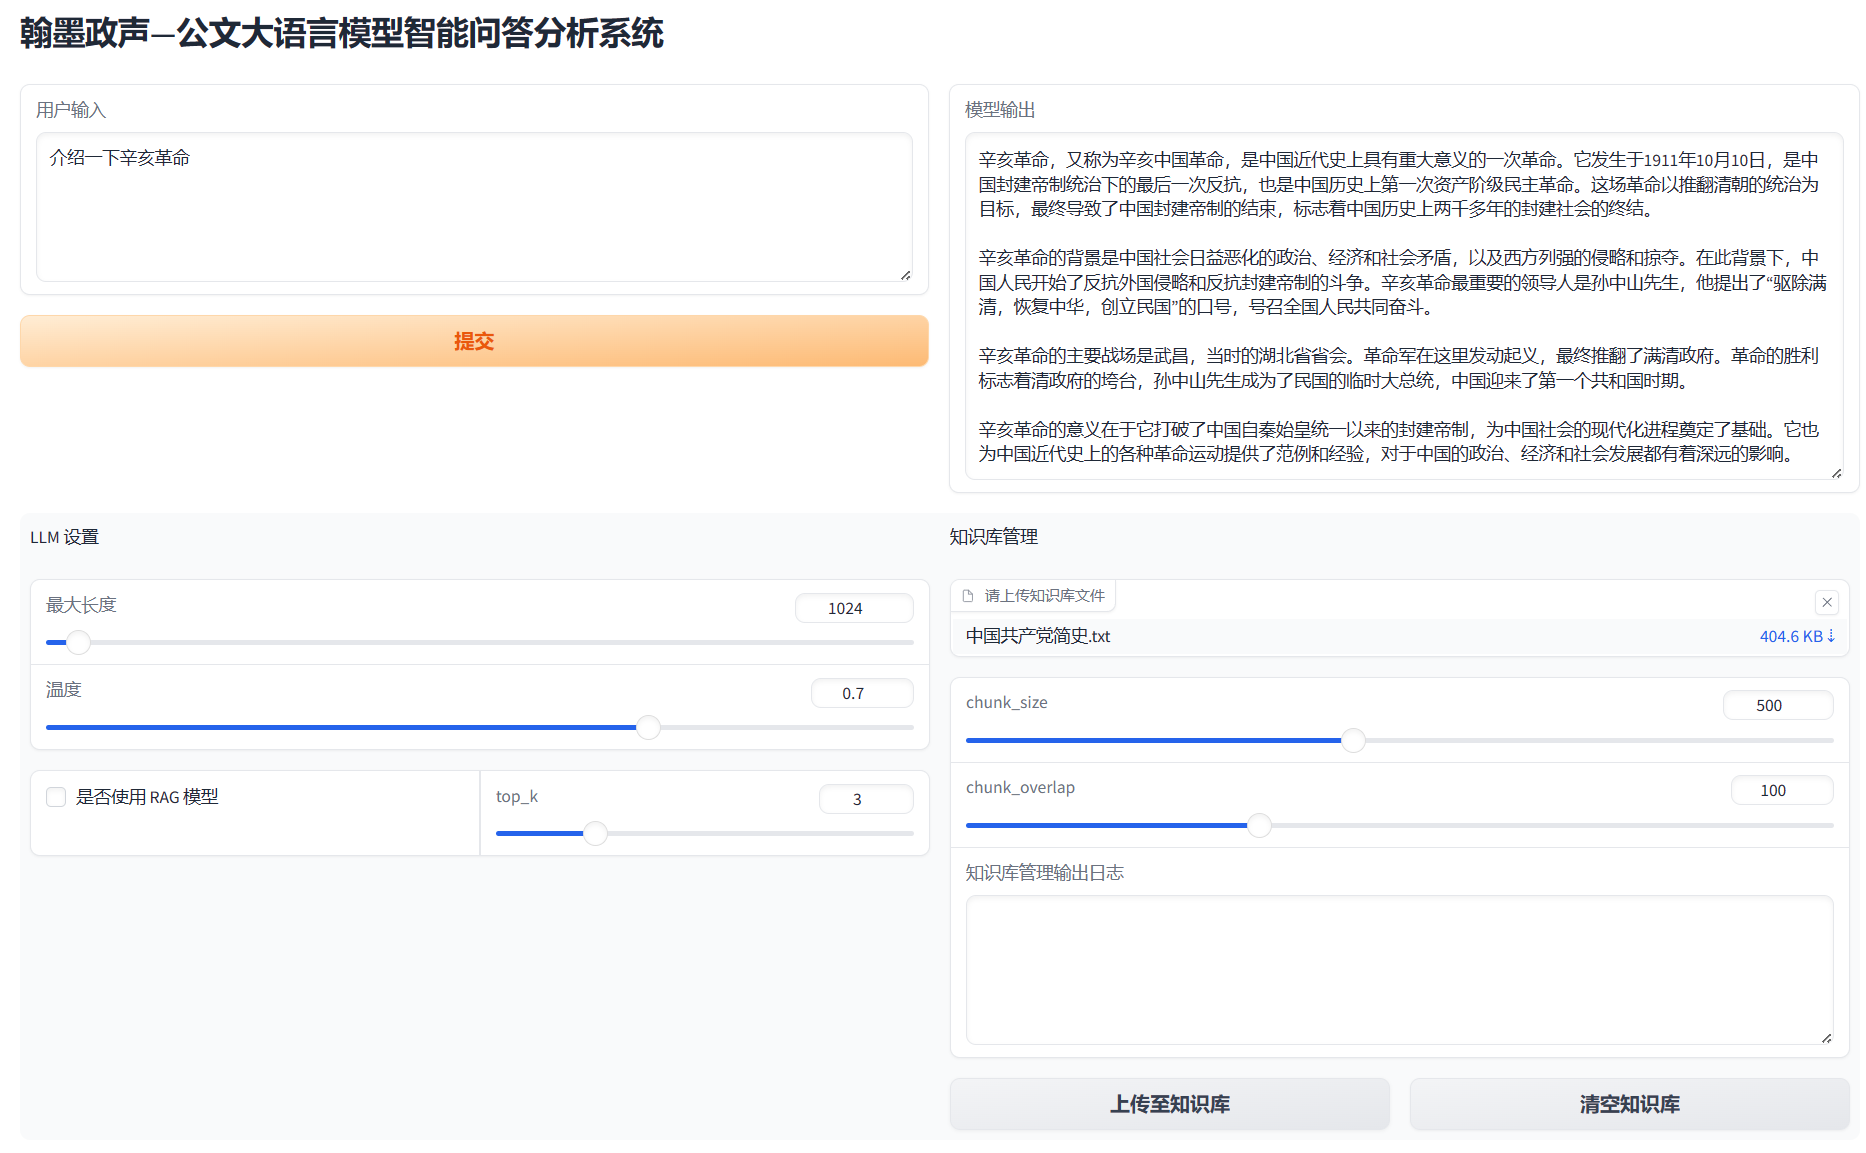 翰墨政声—公文大语言模型智能问答分析系统
用户输入
介绍一下辛亥革命
提交
模型输出
辛亥革命，又称为辛亥中国革命，是中国近代史上具有重大意义的一次革命。它发生于1911年10月10日，是中
国封建帝制统治下的最后一次反抗，也是中国历史上第一次资产阶级民主革命。这场革命以推翻清朝的统治为
目标，最终导致了中国封建帝制的结束，标志着中国历史上两千多年的封建社会的终结。
辛亥革命的背景是中国社会日益恶化的政治、经济和社会矛盾，以及西方列强的侵略和掠夺。在此背景下，中
国人民开始了反抗外国侵略和反抗封建帝制的斗争。辛亥革命最重要的领导人是孙中山先生，他提出了“驱除满
清，恢复中华，创立民国”的口号，号召全国人民共同奋斗。
辛亥革命的主要战场是武昌，当时的湖北省省会。革命军在这里发动起义，最终推翻了满清政府。革命的胜利
标志着清政府的垮台，孙中山先生成为了民国的临时大总统，中国迎来了第一个共和国时期。
辛亥革命的意义在于它打破了中国自秦始皇统一以来的封建帝制，为中国社会的现代化进程奠定了基础。它也
为中国近代史上的各种革命运动提供了范例和经验，对于中国的政治、经济和社会发展都有着深远的影响。
LLM 设置
最大长度
1024
温度
0.7
是否使用 RAG 模型
top_k
3
知识库管理
请上传知识库文件
中国共产党简史.txt
404.6 KB⇣
chunk_size
500
chunk_overlap
100
知识库管理输出日志
上传至知识库
清空知识库